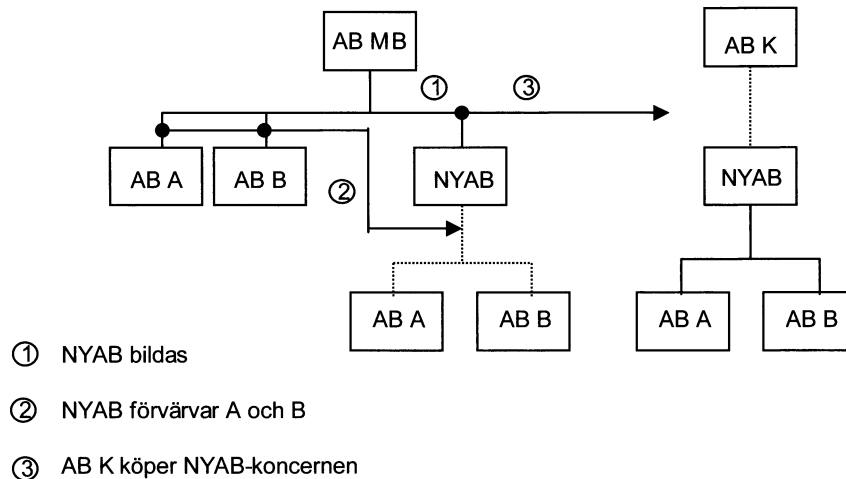 AB MB
AB K
① ③
AB A AB B NYAB NYAB
②
AB A AB B AB A AB B
① NYAB bildas
② NYAB förvärvar A och B
③ AB K köper NYAB-koncernen